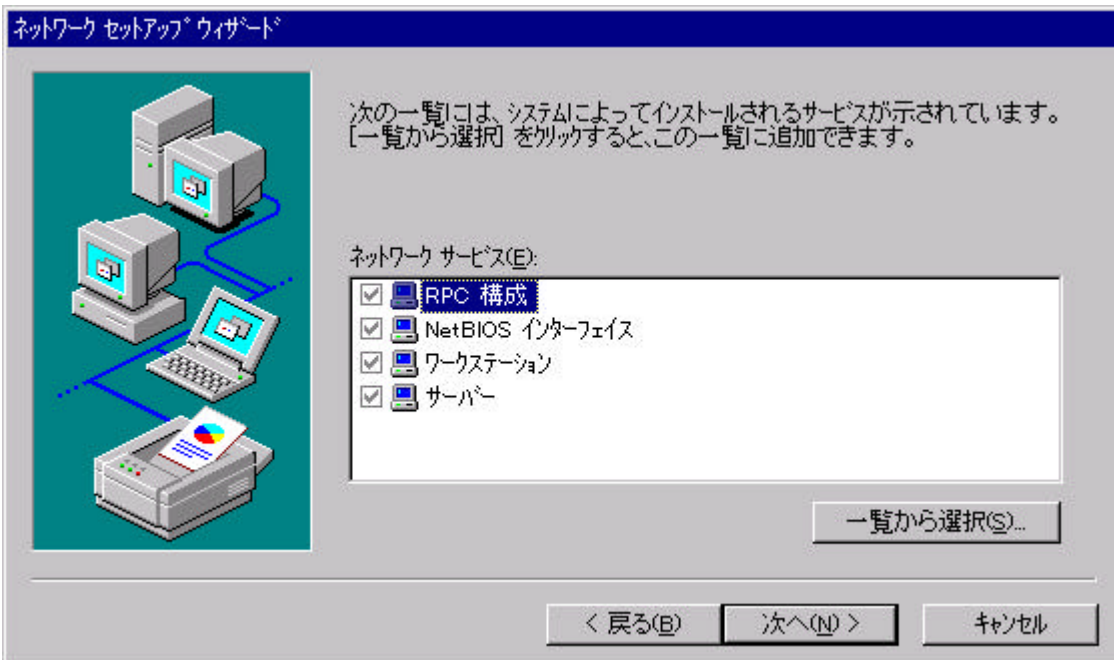 ﾈｯﾄﾜｰｸ ｾｯﾄｱｯﾌﾟ ｳｨｻﾞｰﾄﾞ
次の一覧には、ｼｽﾃﾑによってｲﾝｽﾄｰﾙされるｻｰﾋﾞｽが示されています。
[一覧から選択] をｸﾘｯｸすると、この一覧に追加できます。
ﾈｯﾄﾜｰｸ ｻｰﾋﾞｽ(E):
RPC 構成
NetBIOS ｲﾝﾀｰﾌｪｲｽ
ﾜｰｸｽﾃｰｼｮﾝ
ｻｰﾊﾞｰ
一覧から選択(S)...
< 戻る(B)
次へ(N) >
ｷｬﾝｾﾙ